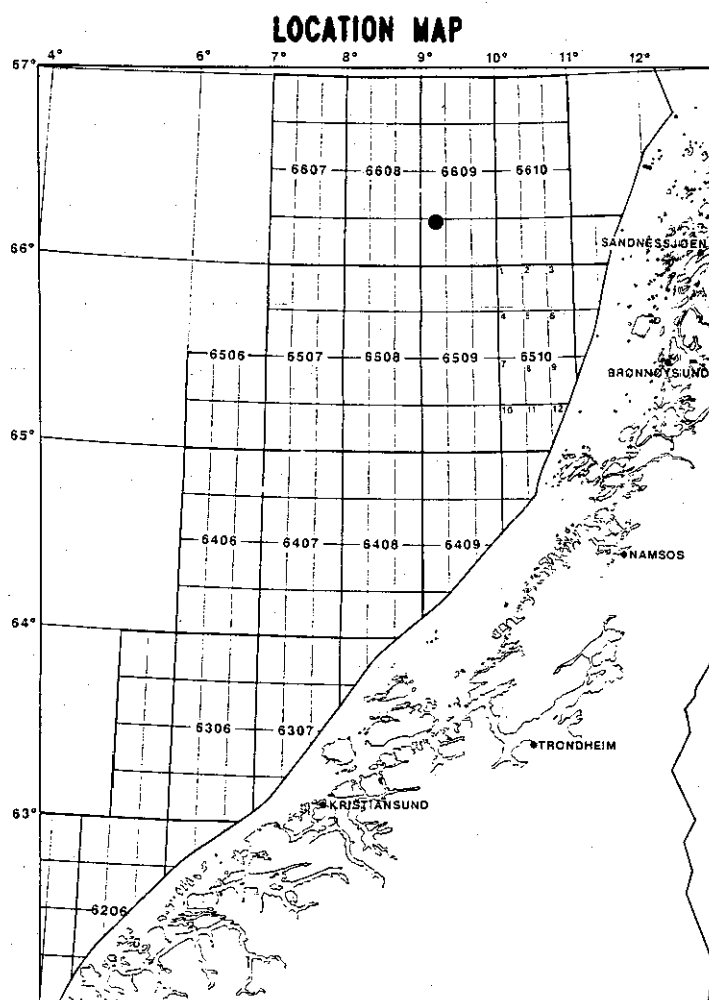 LOCATION MAP
4° 6° 7° 8° 9° 10° 11° 12°
67°
6607 6608 6609 6610
66°
SANDNESSJØEN
1 2 3
4 5 6
6506 6507 6508 6509 7 6510
8 9
BRØNNØYSUND
10 11 12
65°
6406 6407 6408 6409
NAMSOS
64°
6306 6307
TRONDHEIM
63°
KRISTIANSUND
6206